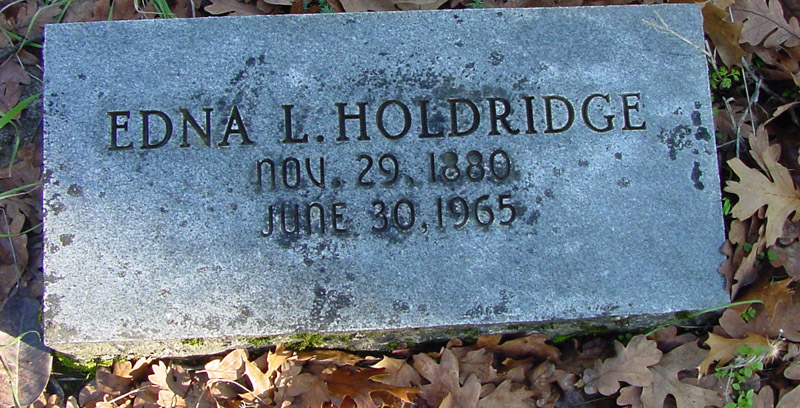 EDNA L. HOLDRIDGE
NOV. 29. 1880
JUNE 30, 1965